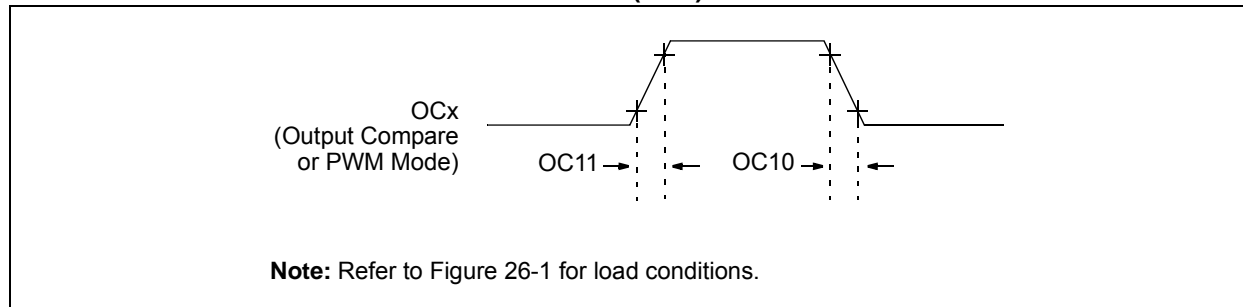 OCx
(Output Compare
or PWM Mode)
OC11
OC10
Note: Refer to Figure 26-1 for load conditions.